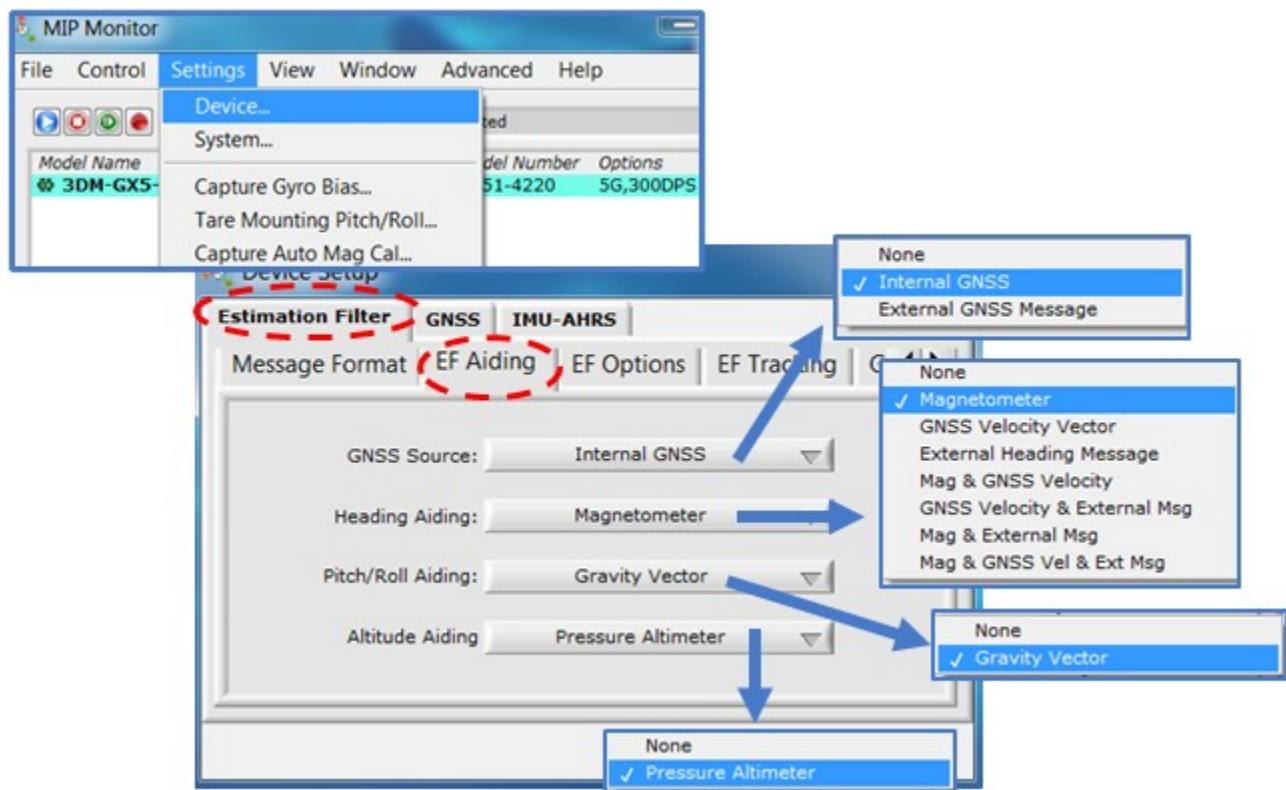 MIP Monitor
File Control Settings View Window Advanced Help
Device...
System...
Capture Gyro Bias...
Tare Mounting Pitch/Roll...
Capture Auto Mag Cal...
Model Name Number Options
3DM-GX5- 51-4220 5G,300DPS
Device Setup
Estimation Filter GNSS IMU-AHRS
Message Format EF Aiding EF Options EF Tracking
GNSS Source: Internal GNSS
Heading Aiding: Magnetometer
Pitch/Roll Aiding: Gravity Vector
Altitude Aiding Pressure Altimeter
None
✓ Internal GNSS
External GNSS Message
None
✓ Magnetometer
GNSS Velocity Vector
External Heading Message
Mag & GNSS Velocity
GNSS Velocity & External Msg
Mag & External Msg
Mag & GNSS Vel & Ext Msg
None
✓ Gravity Vector
None
✓ Pressure Altimeter